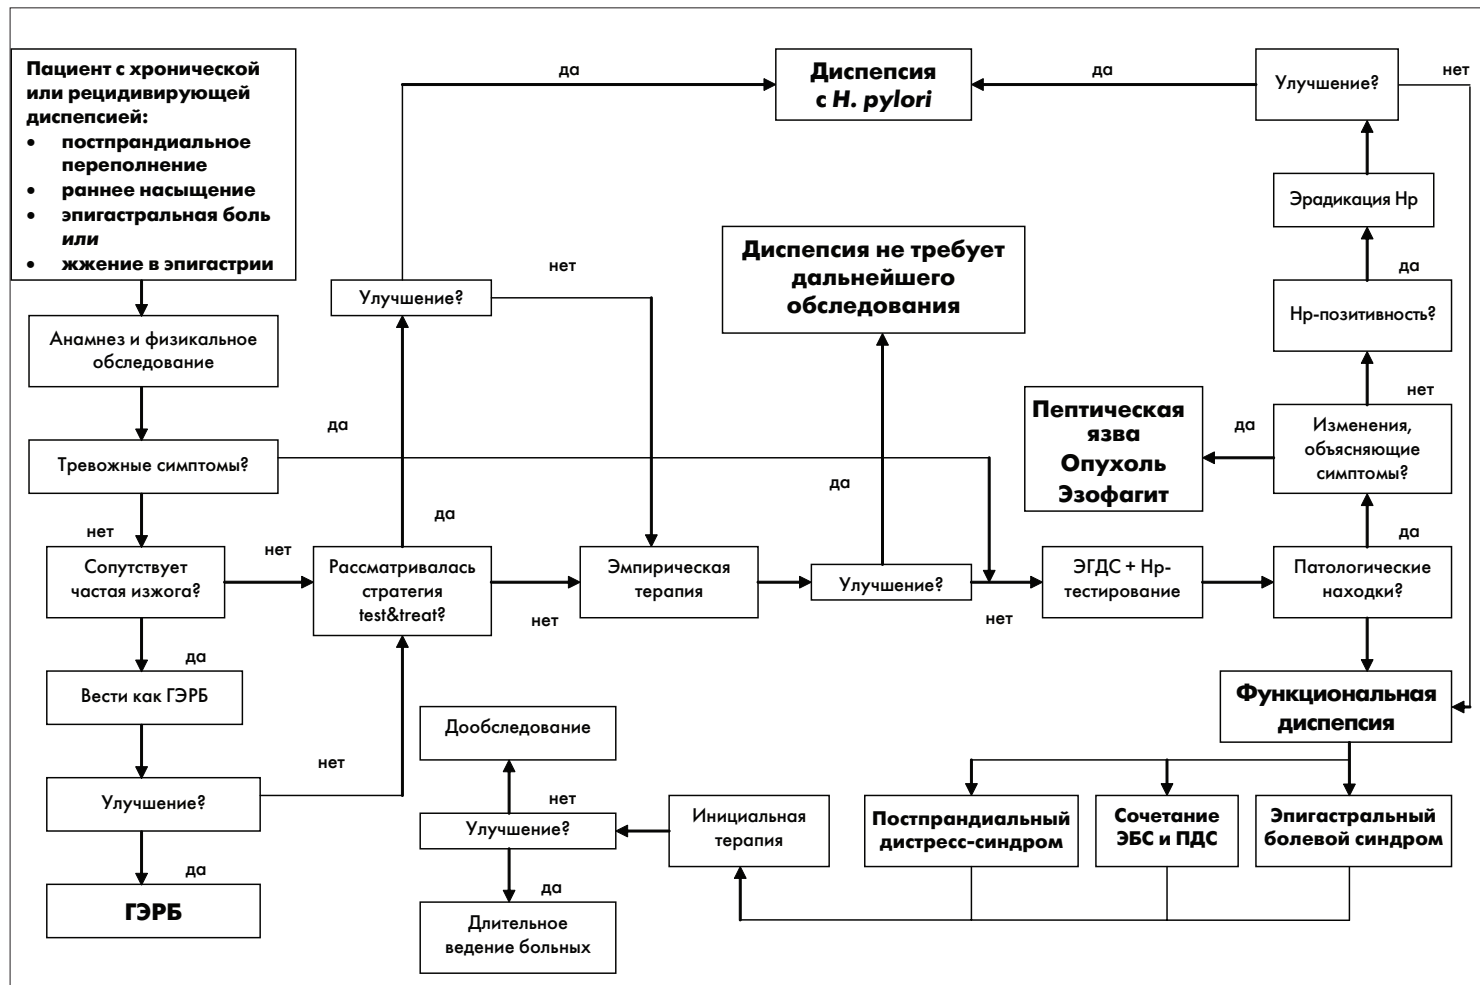 Пациент с хронической
или рецидивирующей
диспепсией:
• постпрандиальное
переполнение
• раннее насыщение
• эпигастральная боль
или
• жжение в эпигастрии
да
Диспепсия
с H. pylori
да
Улучшение?
нет
Эрадикация Нр
Диспепсия не требует
дальнейшего
обследования
да
Нр-позитивность?
нет
Улучшение?
нет
Анамнез и физикальное
обследование
Пептическая
язва
Опухоль
Эзофагит
да
Изменения,
объясняющие
симптомы?
да
Тревожные симптомы?
да
нет
да
да
Сопутствует
частая изжога?
нет
Рассматривалась
стратегия
test&treat?
нет
Эмпирическая
терапия
Улучшение?
нет
ЭГДС + Нр-
тестирование
Патологические
находки?
да
Вести как ГЭРБ
Функциональная
диспепсия
Дообследование
нет
Улучшение?
нет
Улучшение?
Инициальная
терапия
Постпрандиальный
дистресс-синдром
Сочетание
ЭБС и ПДС
Эпигастральный
болевой синдром
да
да
ГЭРБ
Длительное
ведение больных